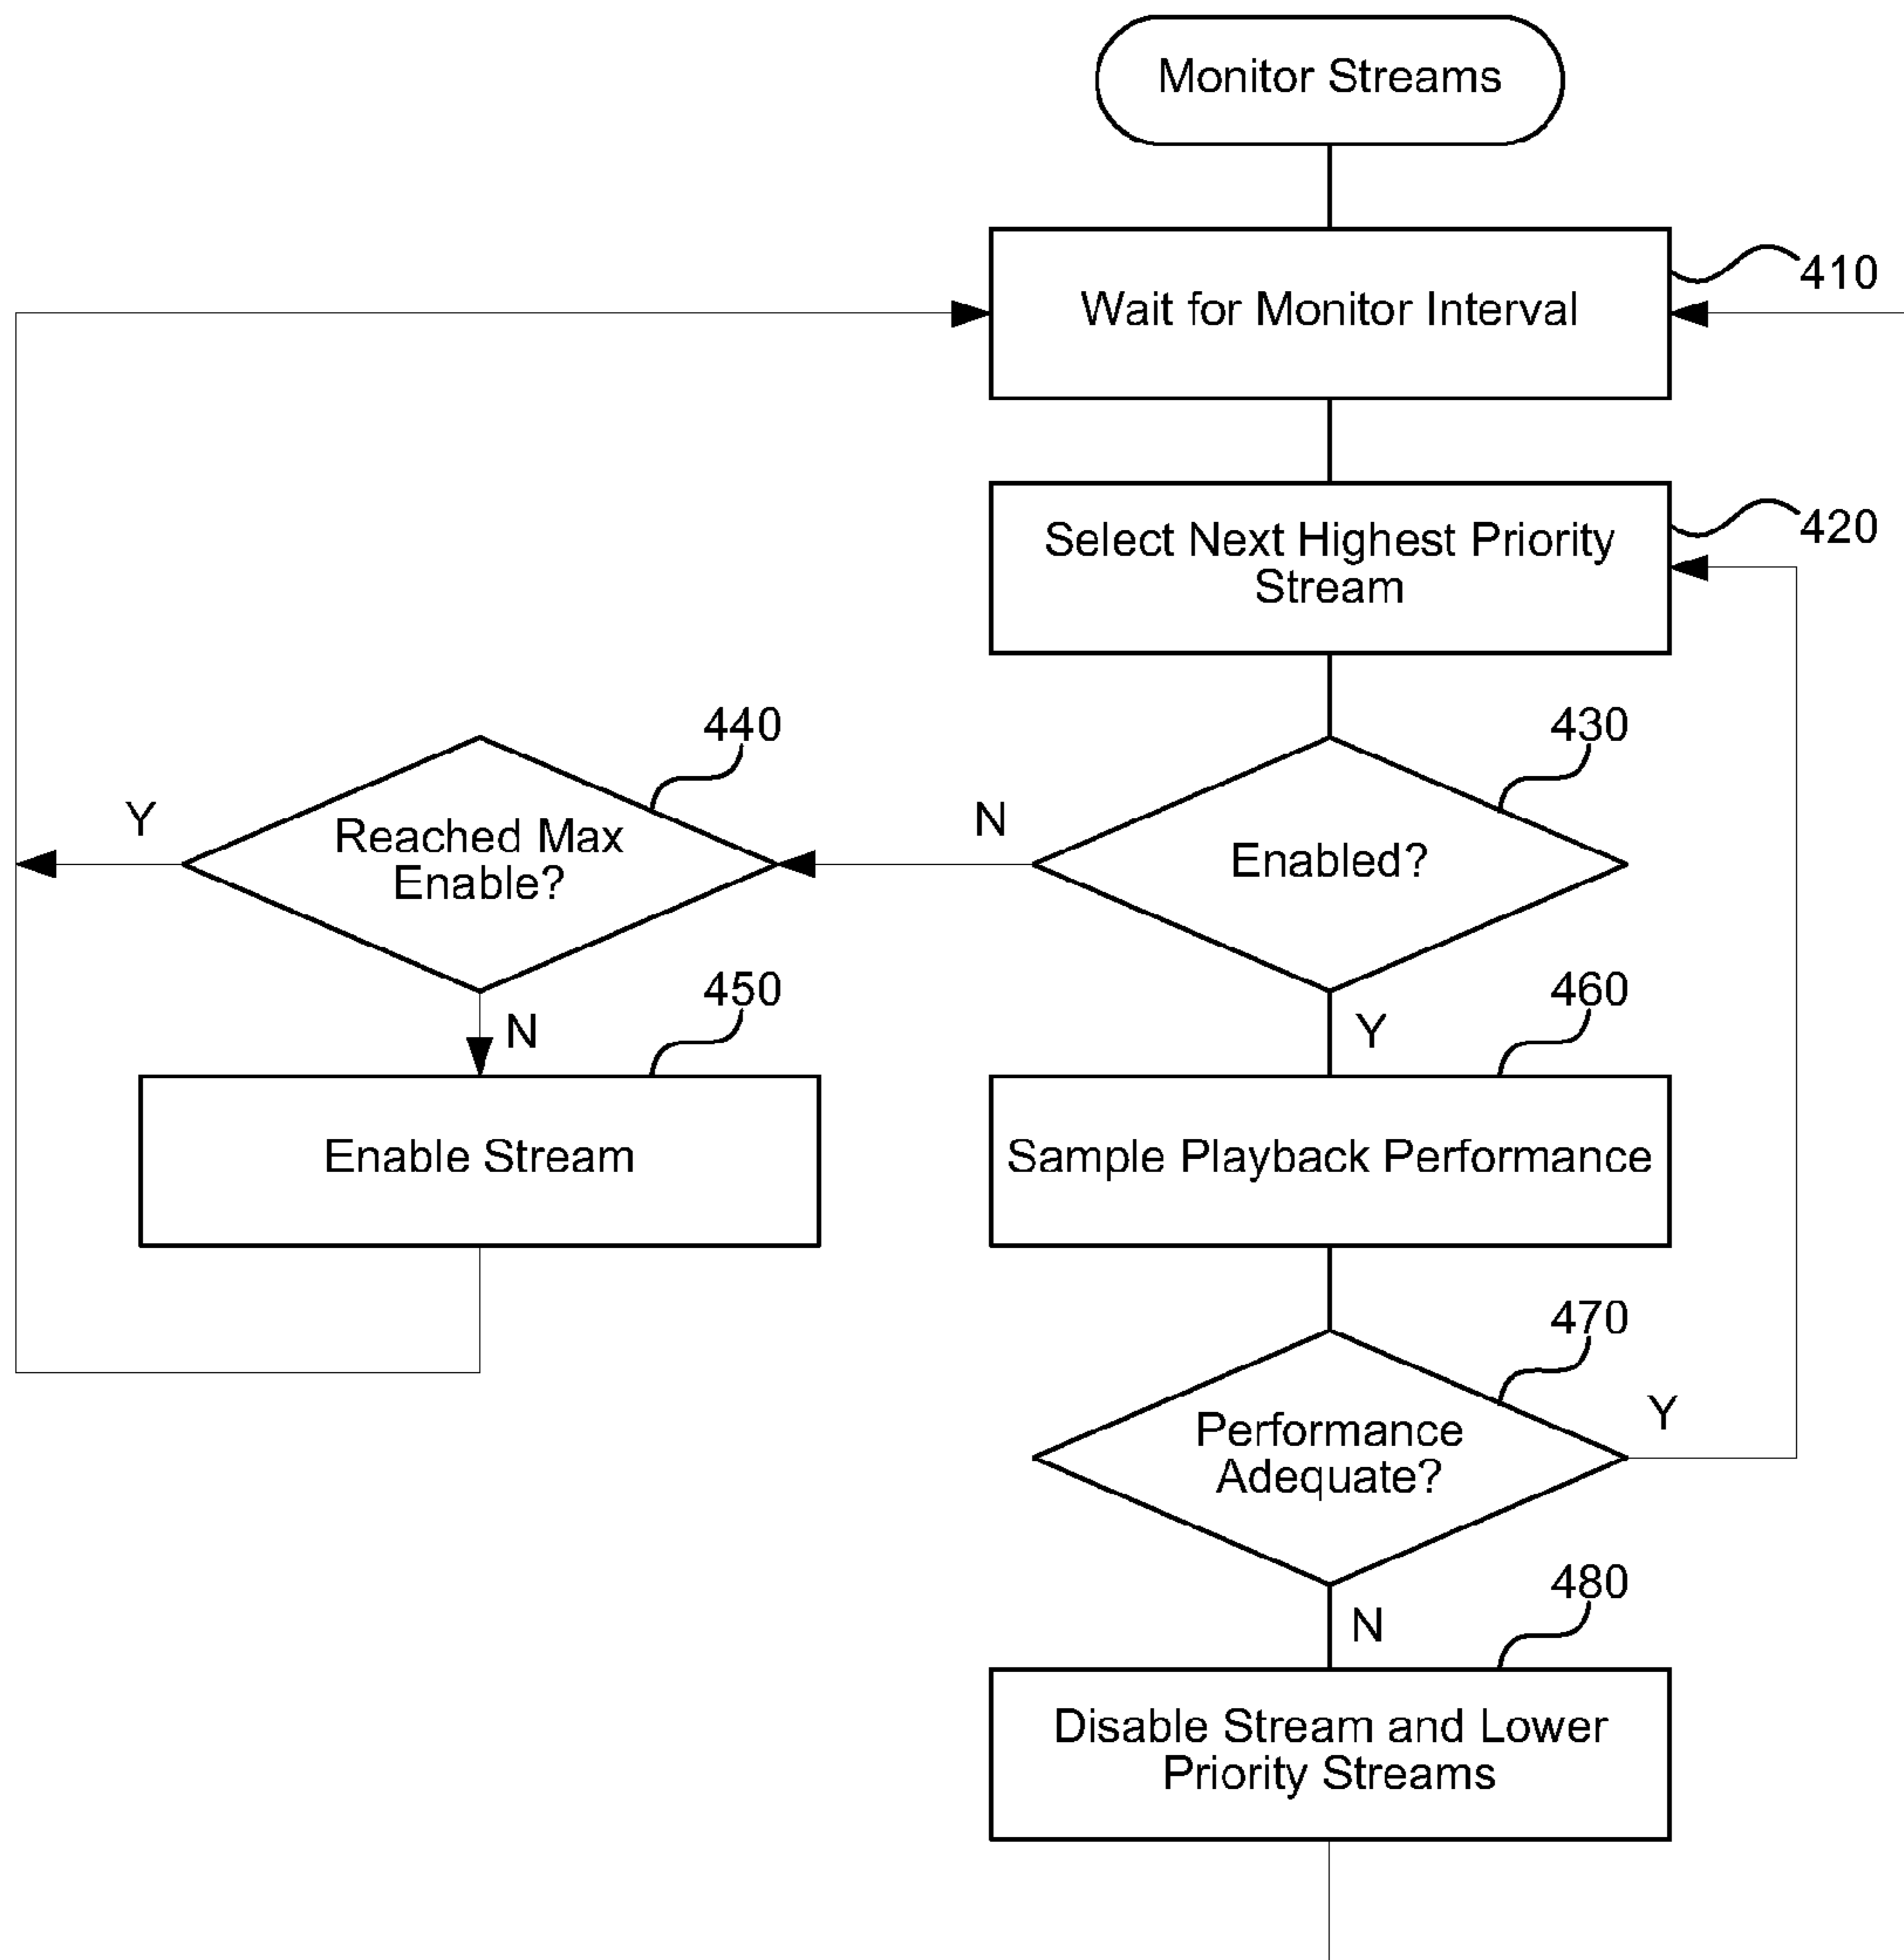 Monitor Streams
Wait for Monitor Interval
410
Select Next Highest Priority
Stream
420
440
430
Y
Reached Max
Enable?
N
Enabled?
450
N
460
Y
Enable Stream
Sample Playback Performance
470
Performance
Adequate?
Y
480
N
Disable Stream and Lower
Priority Streams